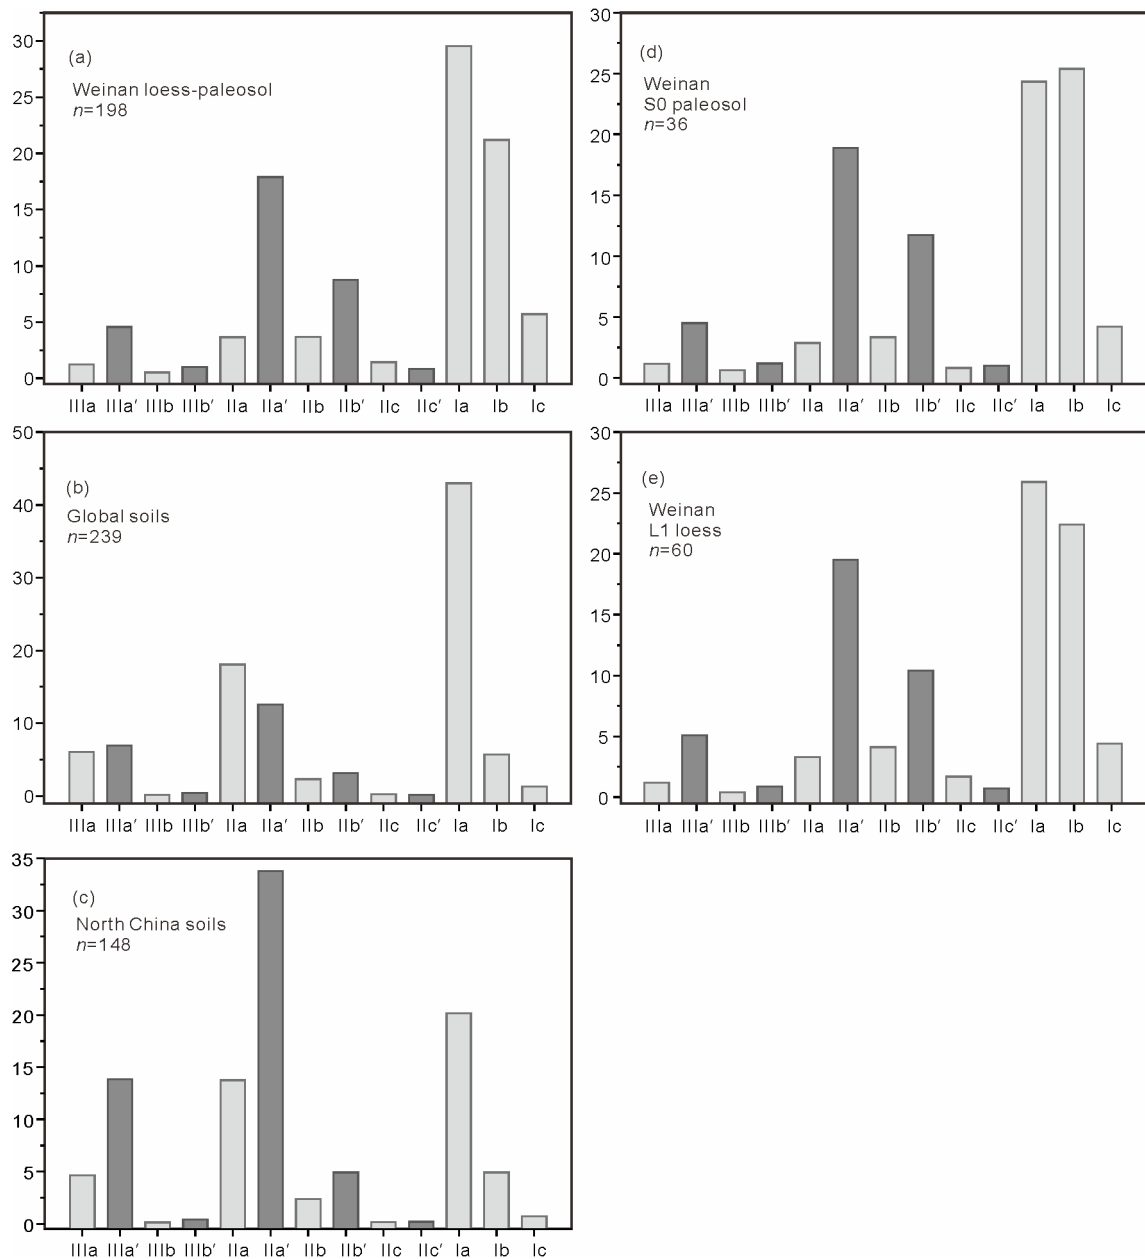 (a)
Weinan loess-paleosol
n=198
30
25
20
15
10
5
0
IIIa IIIa′ IIIb IIIb′ IIa IIa′ IIb IIb′ IIc IIc′ Ia Ib Ic
(b)
Global soils
n=239
50
40
30
20
10
0
IIIa IIIa′ IIIb IIIb′ IIa IIa′ IIb IIb′ IIc IIc′ Ia Ib Ic
(c)
North China soils
n=148
35
30
25
20
15
10
5
0
IIIa IIIa′ IIIb IIIb′ IIa IIa′ IIb IIb′ IIc IIc′ Ia Ib Ic
(d)
Weinan
S0 paleosol
n=36
30
25
20
15
10
5
0
IIIa IIIa′ IIIb IIIb′ IIa IIa′ IIb IIb′ IIc IIc′ Ia Ib Ic
(e)
Weinan
L1 loess
n=60
30
25
20
15
10
5
0
IIIa IIIa′ IIIb IIIb′ IIa IIa′ IIb IIb′ IIc IIc′ Ia Ib Ic